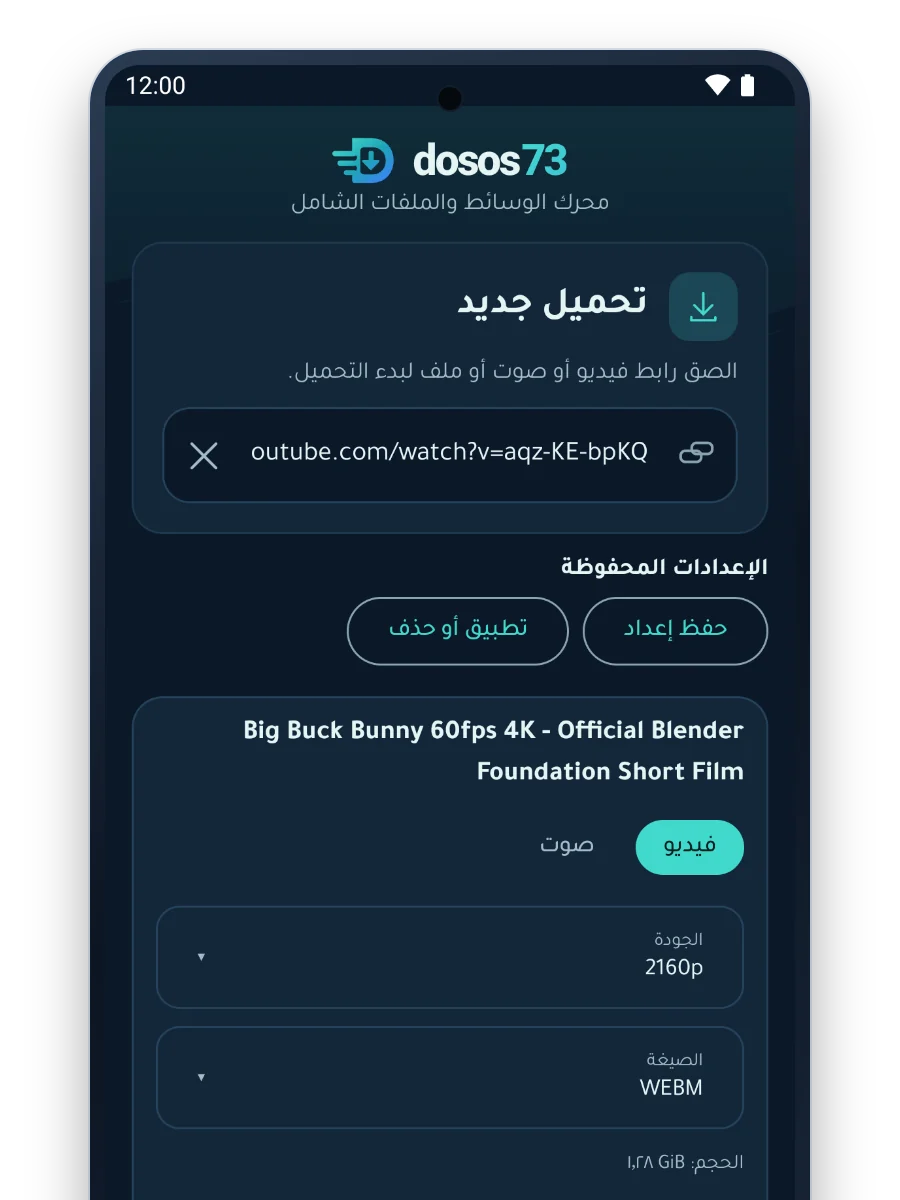 12:00
dosos73
محرك الوسائط والملفات الشامل
تحميل جديد
الصق رابط فيديو أو صوت أو ملف لبدء التحميل.
outube.com/watch?v=aqz-KE-bpKQ
الإعدادات المحفوظة
حفظ إعداد
تطبيق أو حذف
Big Buck Bunny 60fps 4K - Official Blender
Foundation Short Film
فيديو
صوت
الجودة
2160p
الصيغة
WEBM
الحجم: ١,٢٨ GiB